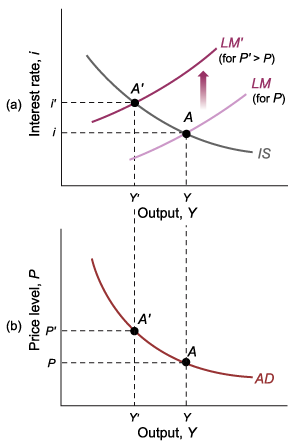 LM'
(for P' > P)
Interest rate, i
A'
LM
(for P)
(a)
i'
A
i
IS
Y'
Y
Output, Y
Price level, P
(b)
A'
P'
A
P
AD
Y'
Y
Output, Y